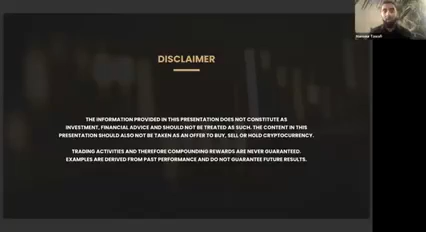 DISCLAIMER
THE INFORMATION PROVIDED IN THIS PRESENTATION DOES NOT CONSTITUTE AS
INVESTMENT, FINANCIAL ADVICE AND SHOULD NOT BE TREATED AS SUCH. THE CONTENT IN THIS
PRESENTATION SHOULD ALSO NOT BE TAKEN AS AN OFFER TO BUY, SELL OR HOLD CRYPTOCURRENCY.
TRADING ACTIVITIES AND THEREFORE COMPOUNDING REWARDS ARE NEVER GUARANTEED.
EXAMPLES ARE DERIVED FROM PAST PERFORMANCE AND DO NOT GUARANTEE FUTURE RESULTS.